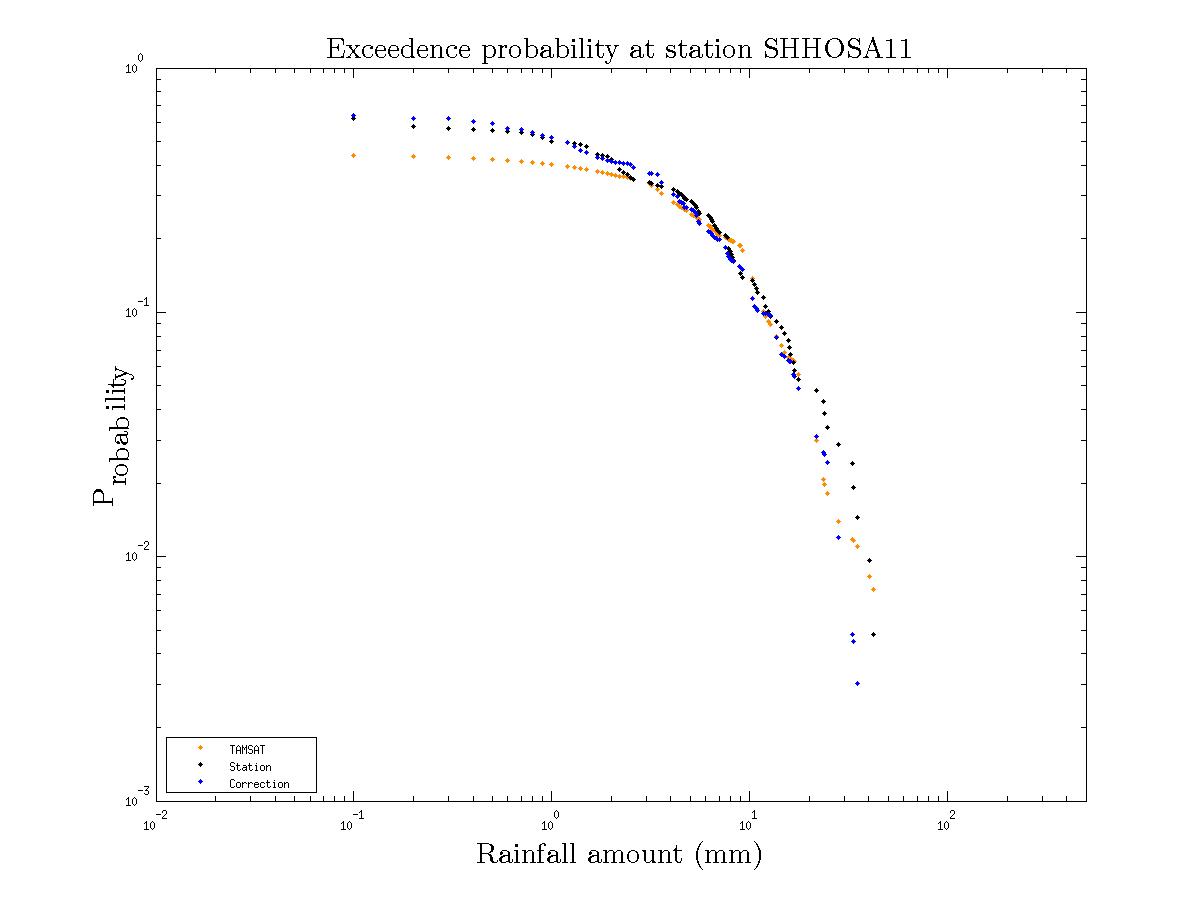 Exceedence probability at station SHHOSA11
10^0
10^-1
10^-2
10^-3
Probability
TAMSAT
Station
Correction
10^-2 10^-1 10^0 10^1 10^2
Rainfall amount (mm)